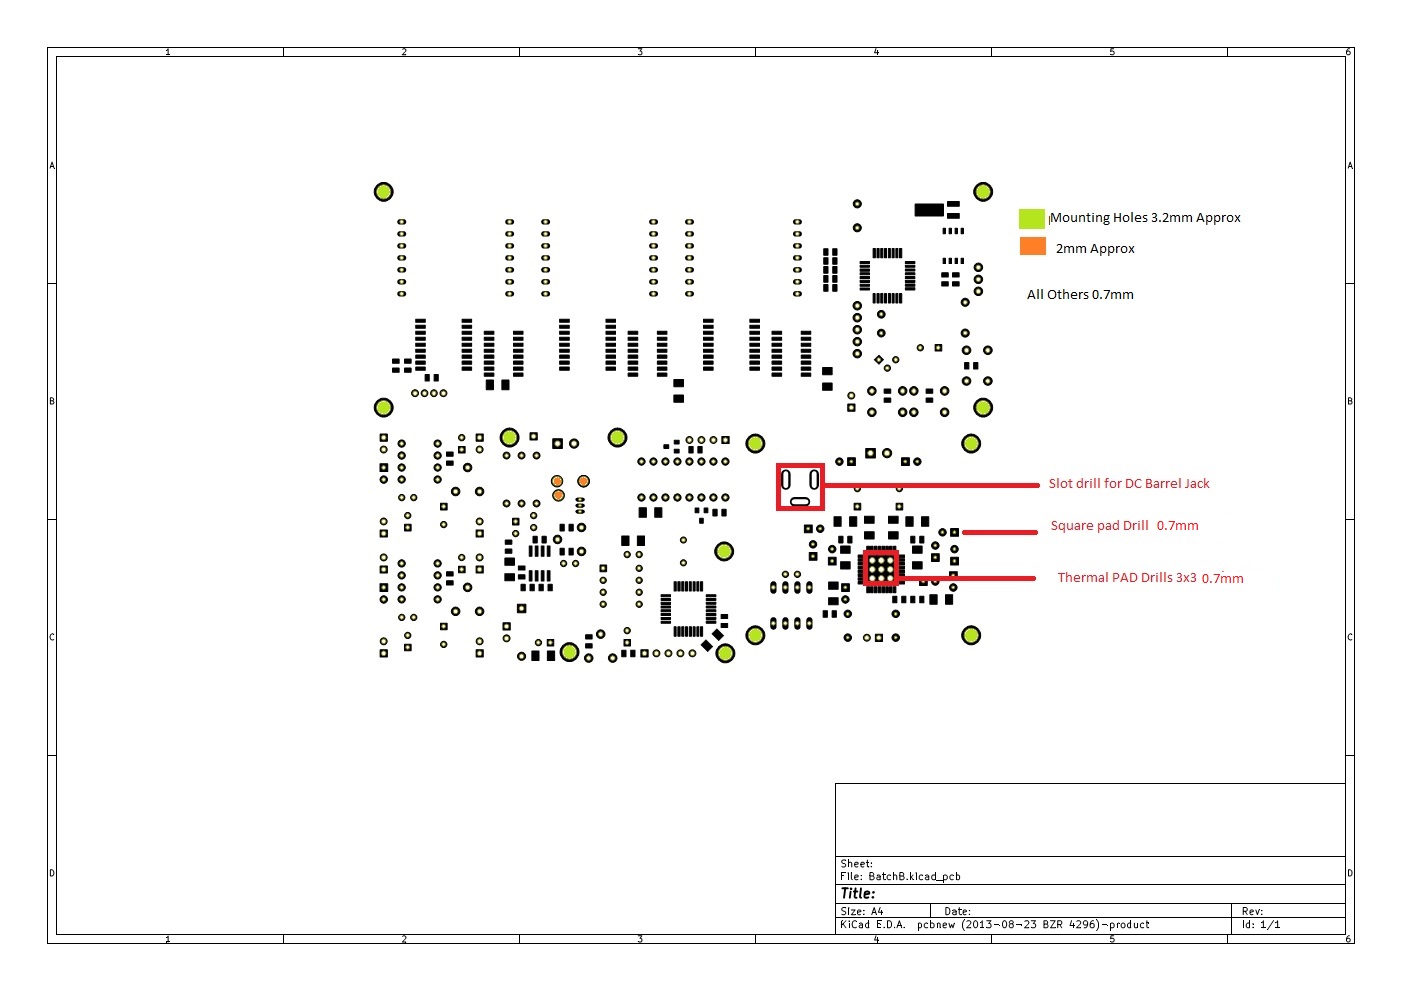 1 2 3 4 5 6
A A
Mounting Holes 3.2mm Approx
2mm Approx
All Others 0.7mm
B B
Slot drill for DC Barrel Jack
Square pad Drill 0.7mm
Thermal PAD Drills 3x3 0.7mm
C C
Sheet:
File: BatchB.kicad_pcb
D D
Title:
Size: A4 Date: Rev:
KiCad E.D.A. pcbnew (2013-08-23 BZR 4296)-product Id: 1/1
1 2 3 4 5 6